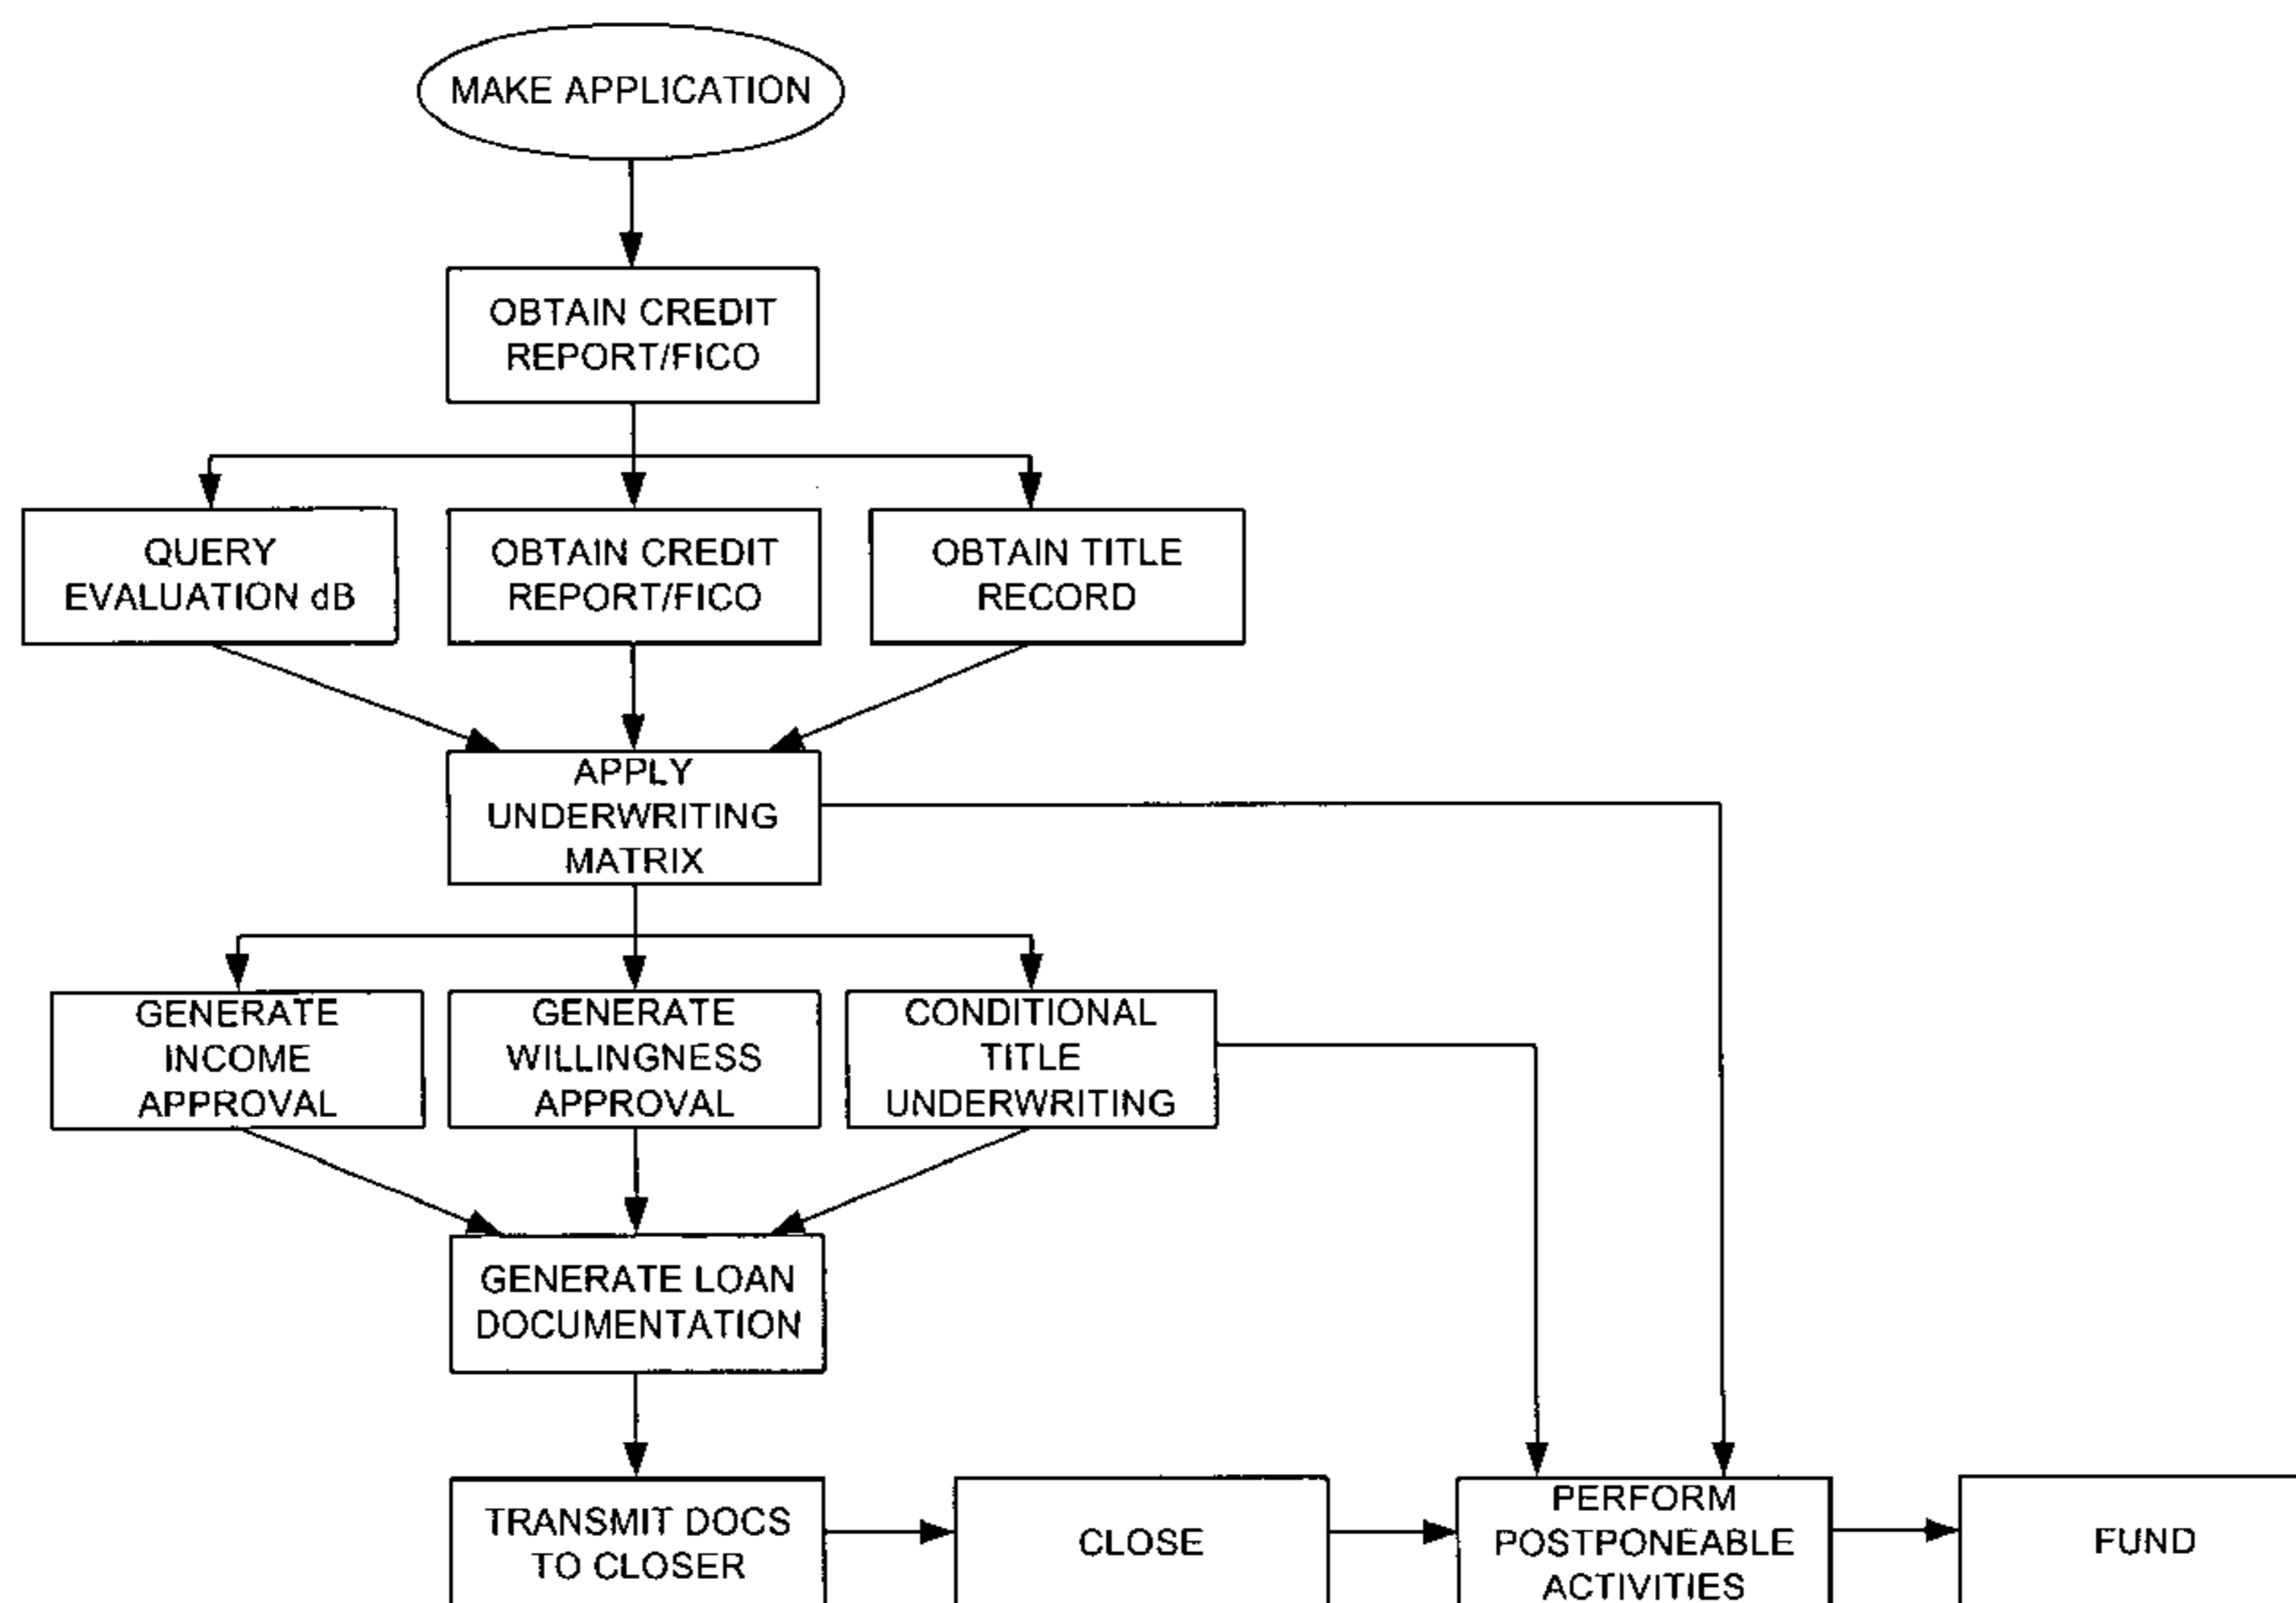 MAKE APPLICATION
OBTAIN CREDIT
REPORT/FICO
QUERY
EVALUATION dB
OBTAIN CREDIT
REPORT/FICO
OBTAIN TITLE
RECORD
APPLY
UNDERWRITING
MATRIX
GENERATE
INCOME
APPROVAL
GENERATE
WILLINGNESS
APPROVAL
CONDITIONAL
TITLE
UNDERWRITING
GENERATE LOAN
DOCUMENTATION
TRANSMIT DOCS
TO CLOSER
CLOSE
PERFORM
POSTPONEABLE
ACTIVITIES
FUND